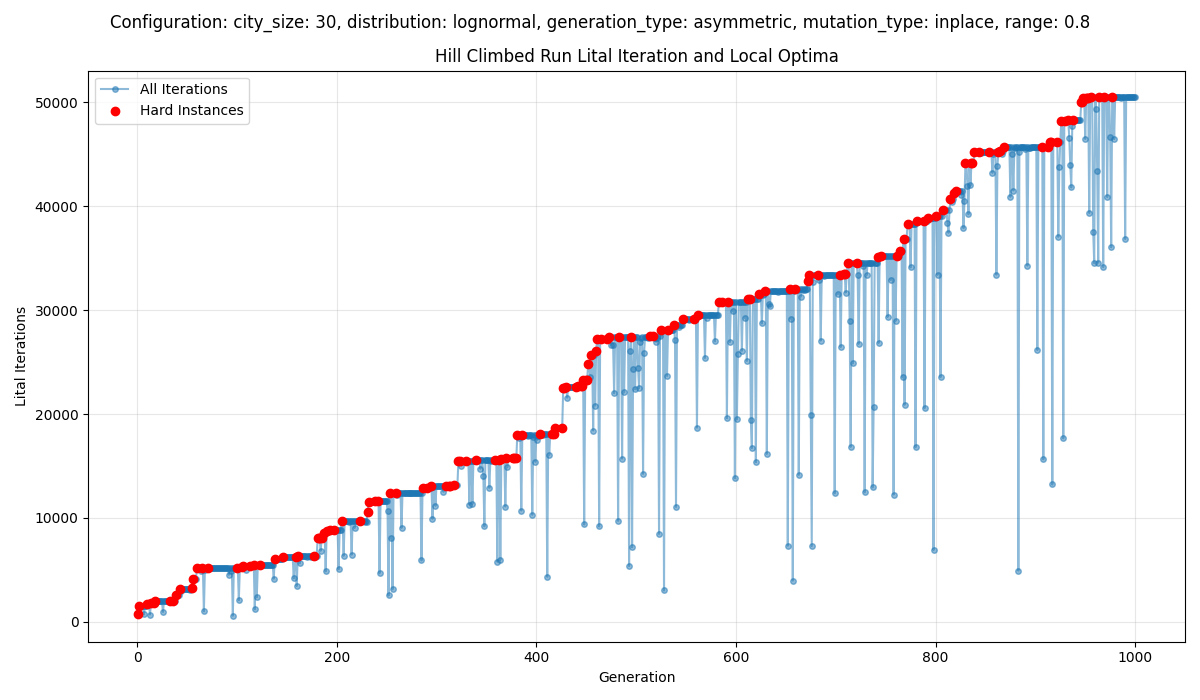 Configuration: city_size: 30, distribution: lognormal, generation_type: asymmetric, mutation_type: inplace, range: 0.8
Hill Climbed Run Lital Iteration and Local Optima
All Iterations
Hard Instances
Lital Iterations
50000
40000
30000
20000
10000
0
0 200 400 600 800 1000
Generation